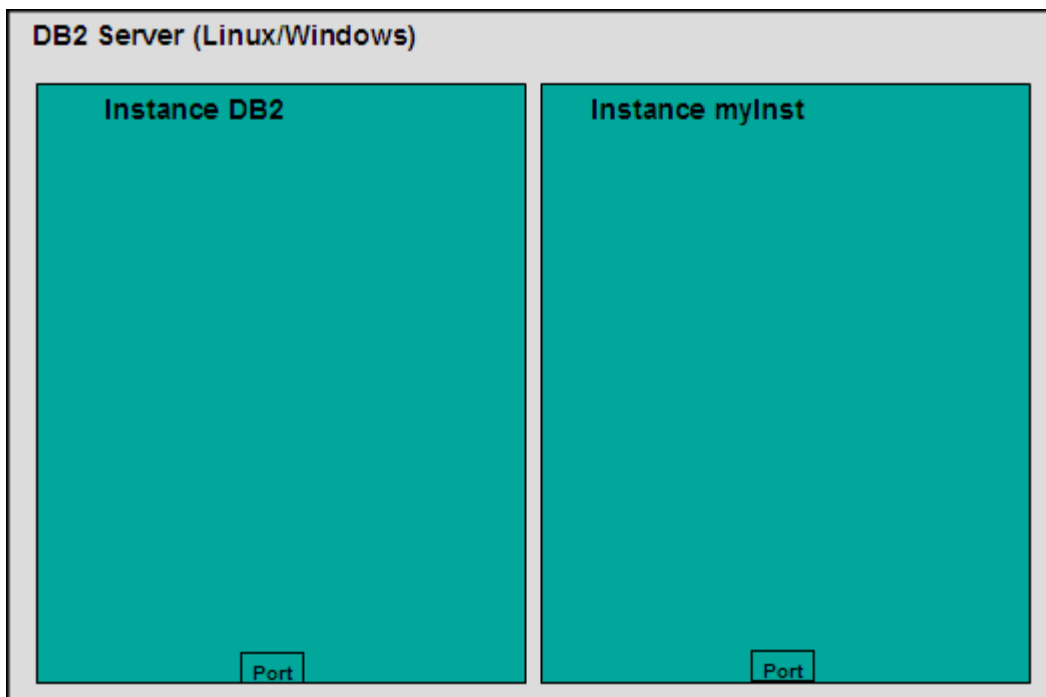 DB2 Server (Linux/Windows)
Instance DB2
Instance myInst
Port
Port